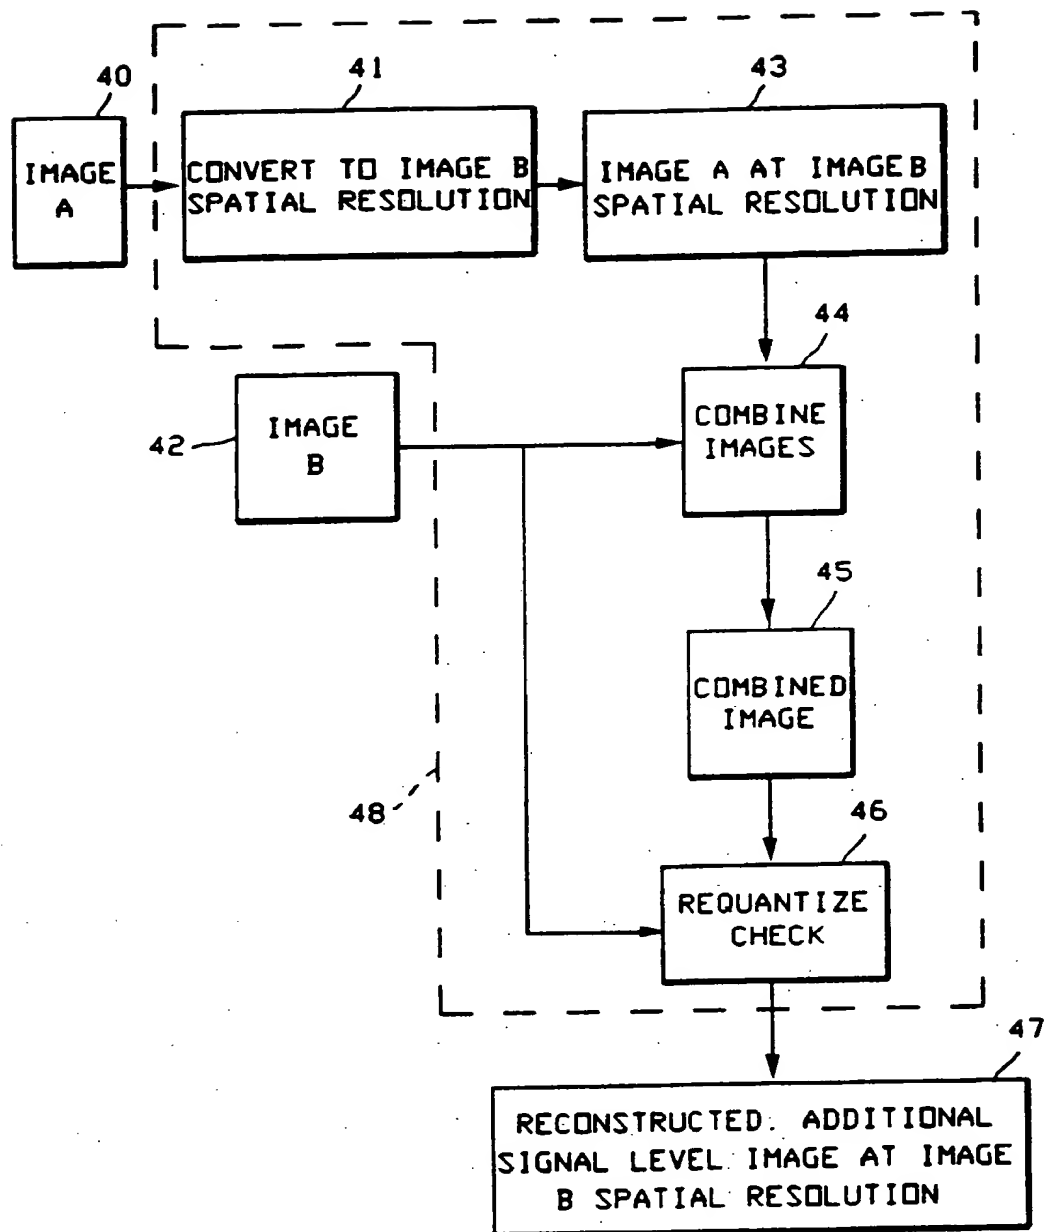 40
41
43
IMAGE
A
CONVERT TO IMAGE B
SPATIAL RESOLUTION
IMAGE A AT IMAGE B
SPATIAL RESOLUTION
44
42
IMAGE
B
COMBINE
IMAGES
45
COMBINED
IMAGE
48
46
REQUANTIZE
CHECK
47
RECONSTRUCTED: ADDITIONAL
SIGNAL LEVEL IMAGE AT IMAGE
B SPATIAL RESOLUTION